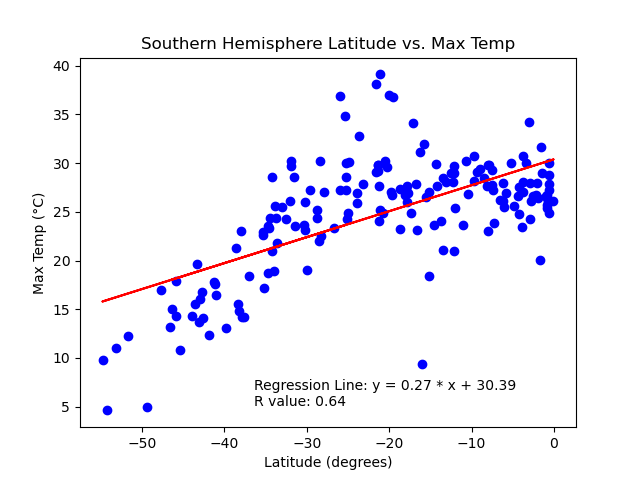 Southern Hemisphere Latitude vs. Max Temp
40
35
30
25
20
15
10
5
Max Temp (°C)
Regression Line: y = 0.27 * x + 30.39
R value: 0.64
−50 −40 −30 −20 −10 0
Latitude (degrees)